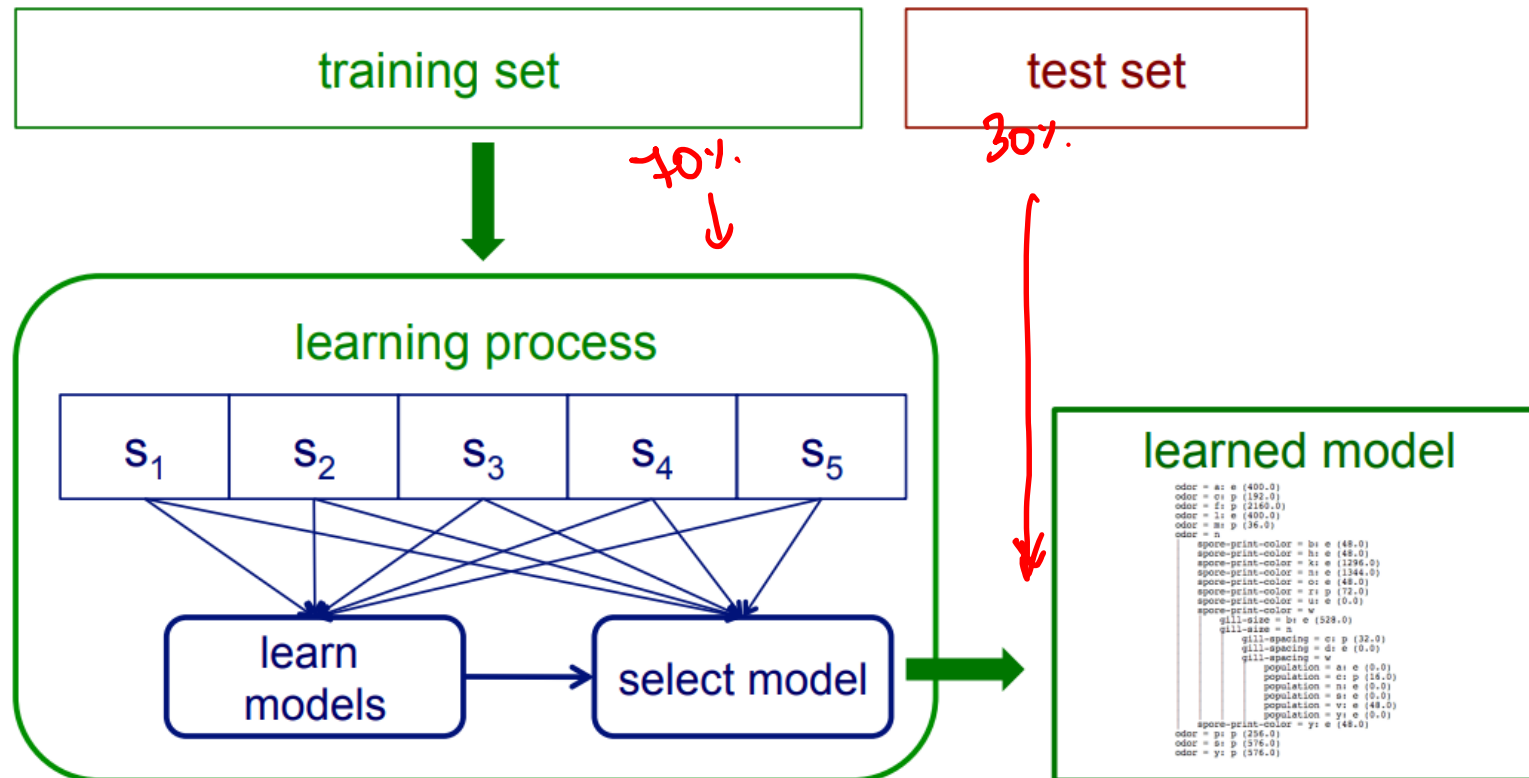 training set
test set
70%
30%
learning process
s1 s2 s3 s4 s5
learn
models
select model
learned model
odor = a: e (400.0)
odor = c: p (192.0)
odor = f: p (2160.0)
odor = l: e (400.0)
odor = m: p (36.0)
odor = n
| spore-print-color = b: e (48.0)
| spore-print-color = h: e (48.0)
| spore-print-color = k: e (1296.0)
| spore-print-color = n: e (1344.0)
| spore-print-color = o: e (48.0)
| spore-print-color = r: p (72.0)
| spore-print-color = u: e (0.0)
| spore-print-color = w
| | gill-size = b: e (528.0)
| | gill-size = n
| | | gill-spacing = c: p (32.0)
| | | gill-spacing = d: e (0.0)
| | | gill-spacing = w
| | | | population = a: e (0.0)
| | | | population = c: p (16.0)
| | | | population = n: e (0.0)
| | | | population = s: e (0.0)
| | | | population = v: e (48.0)
| | | | population = y: e (0.0)
| spore-print-color = y: e (48.0)
odor = p: p (256.0)
odor = s: p (576.0)
odor = y: p (576.0)